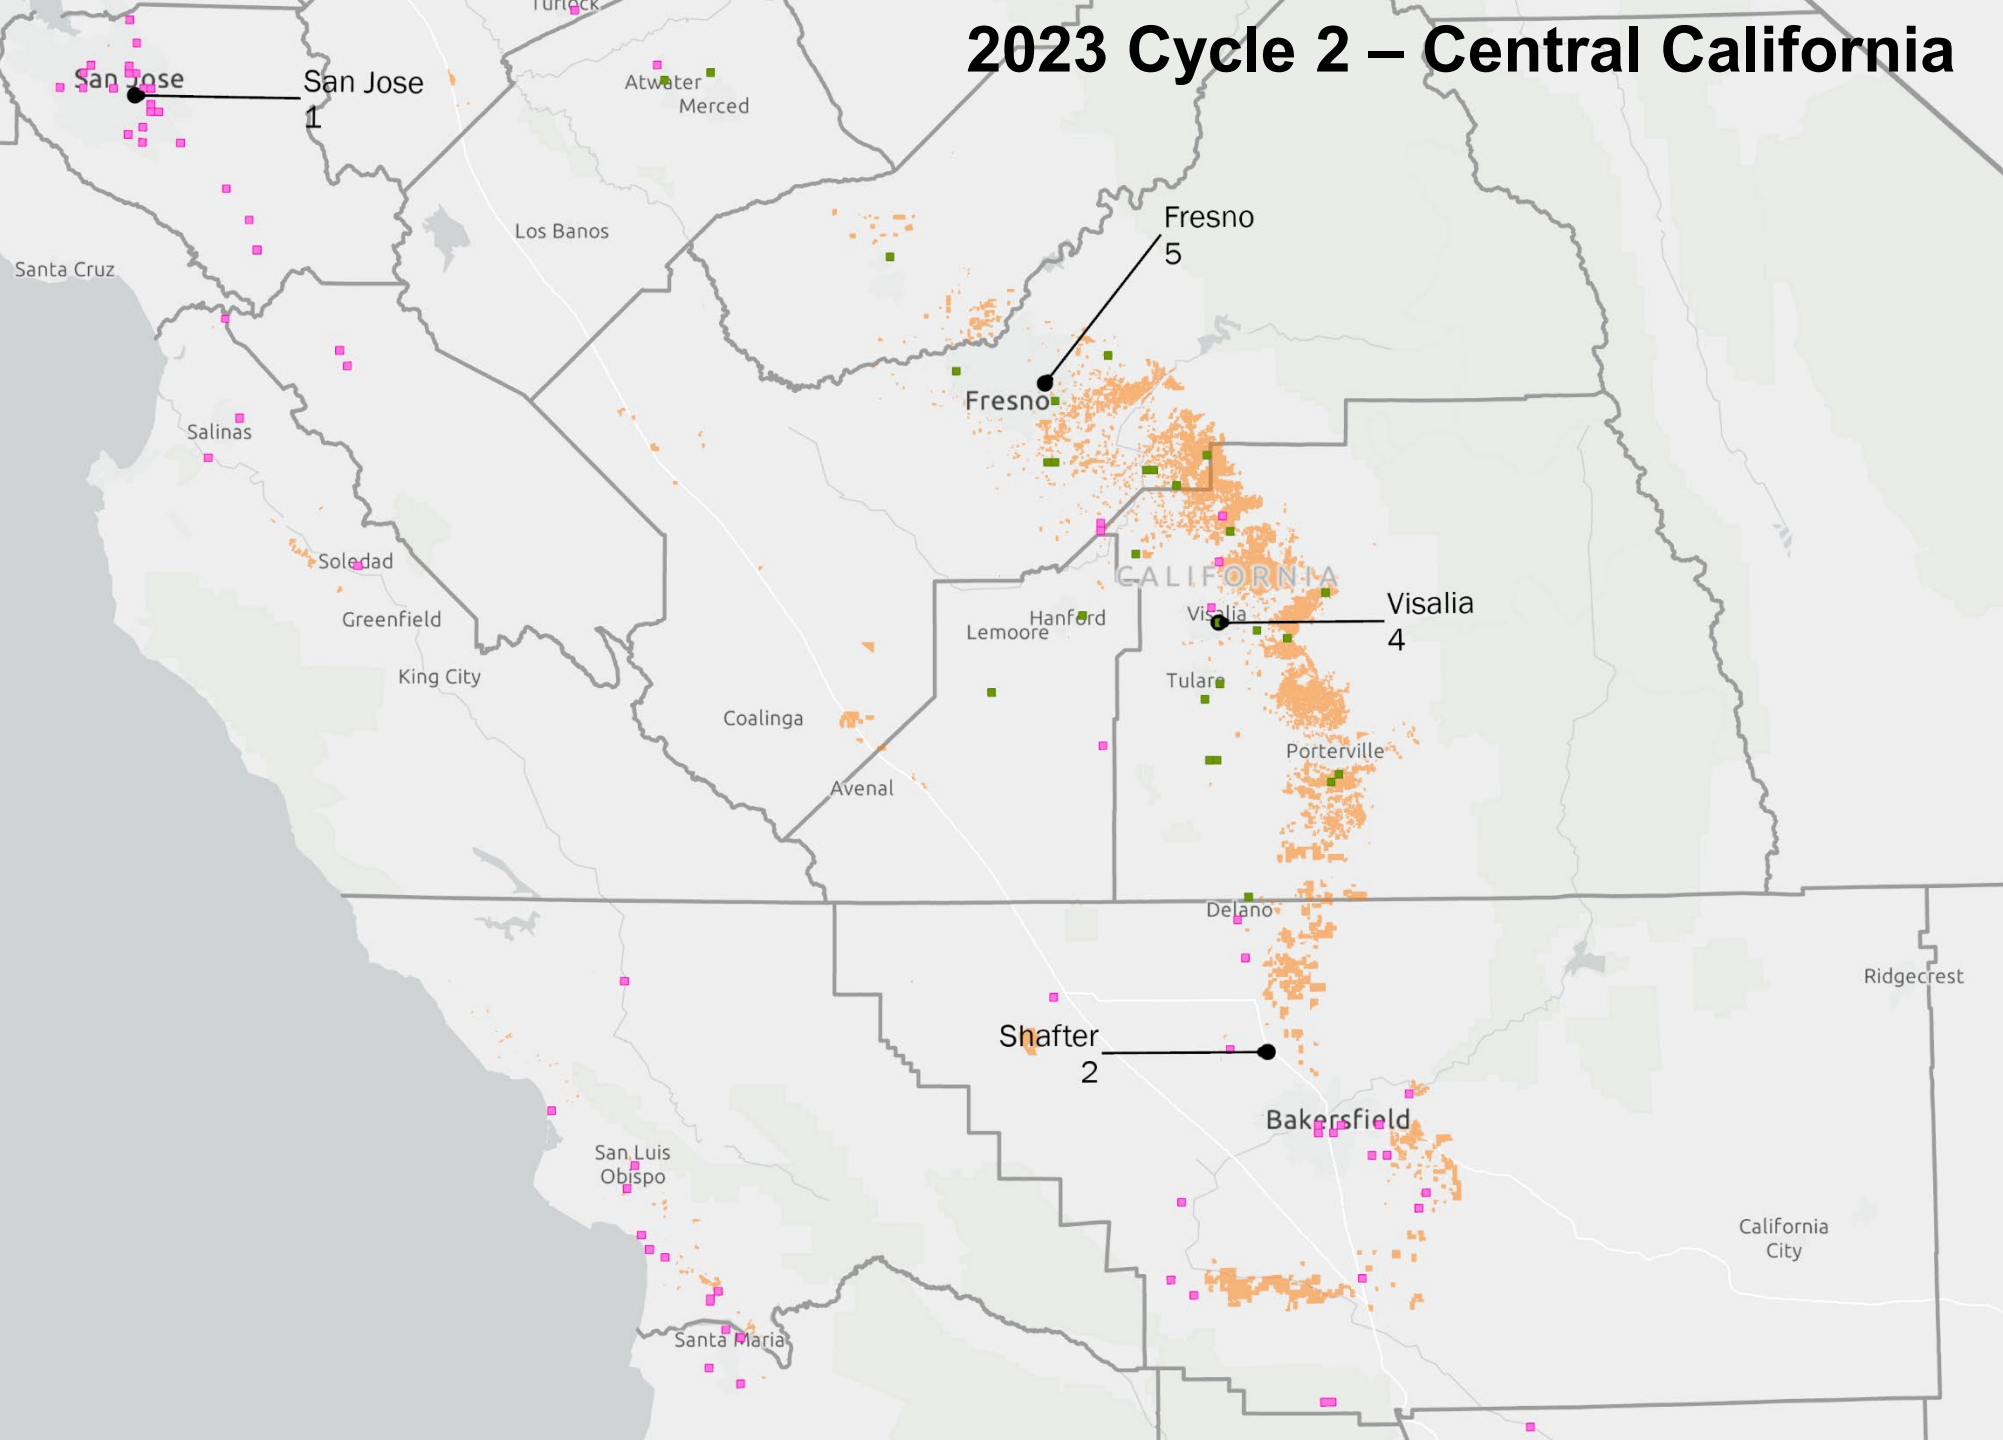 Turlock
2023 Cycle 2 – Central California
San Jose
San Jose
1
Atwater
Merced
Fresno
5
Los Banos
Santa Cruz
Fresno
Salinas
Soledad
CALIFORNIA
Greenfield
Hanford
Lemoore
Visalia
Visalia
4
King City
Tulare
Coalinga
Porterville
Avenal
Delano
Ridgecrest
Shafter
2
Bakersfield
San Luis
Obispo
California
City
Santa Maria